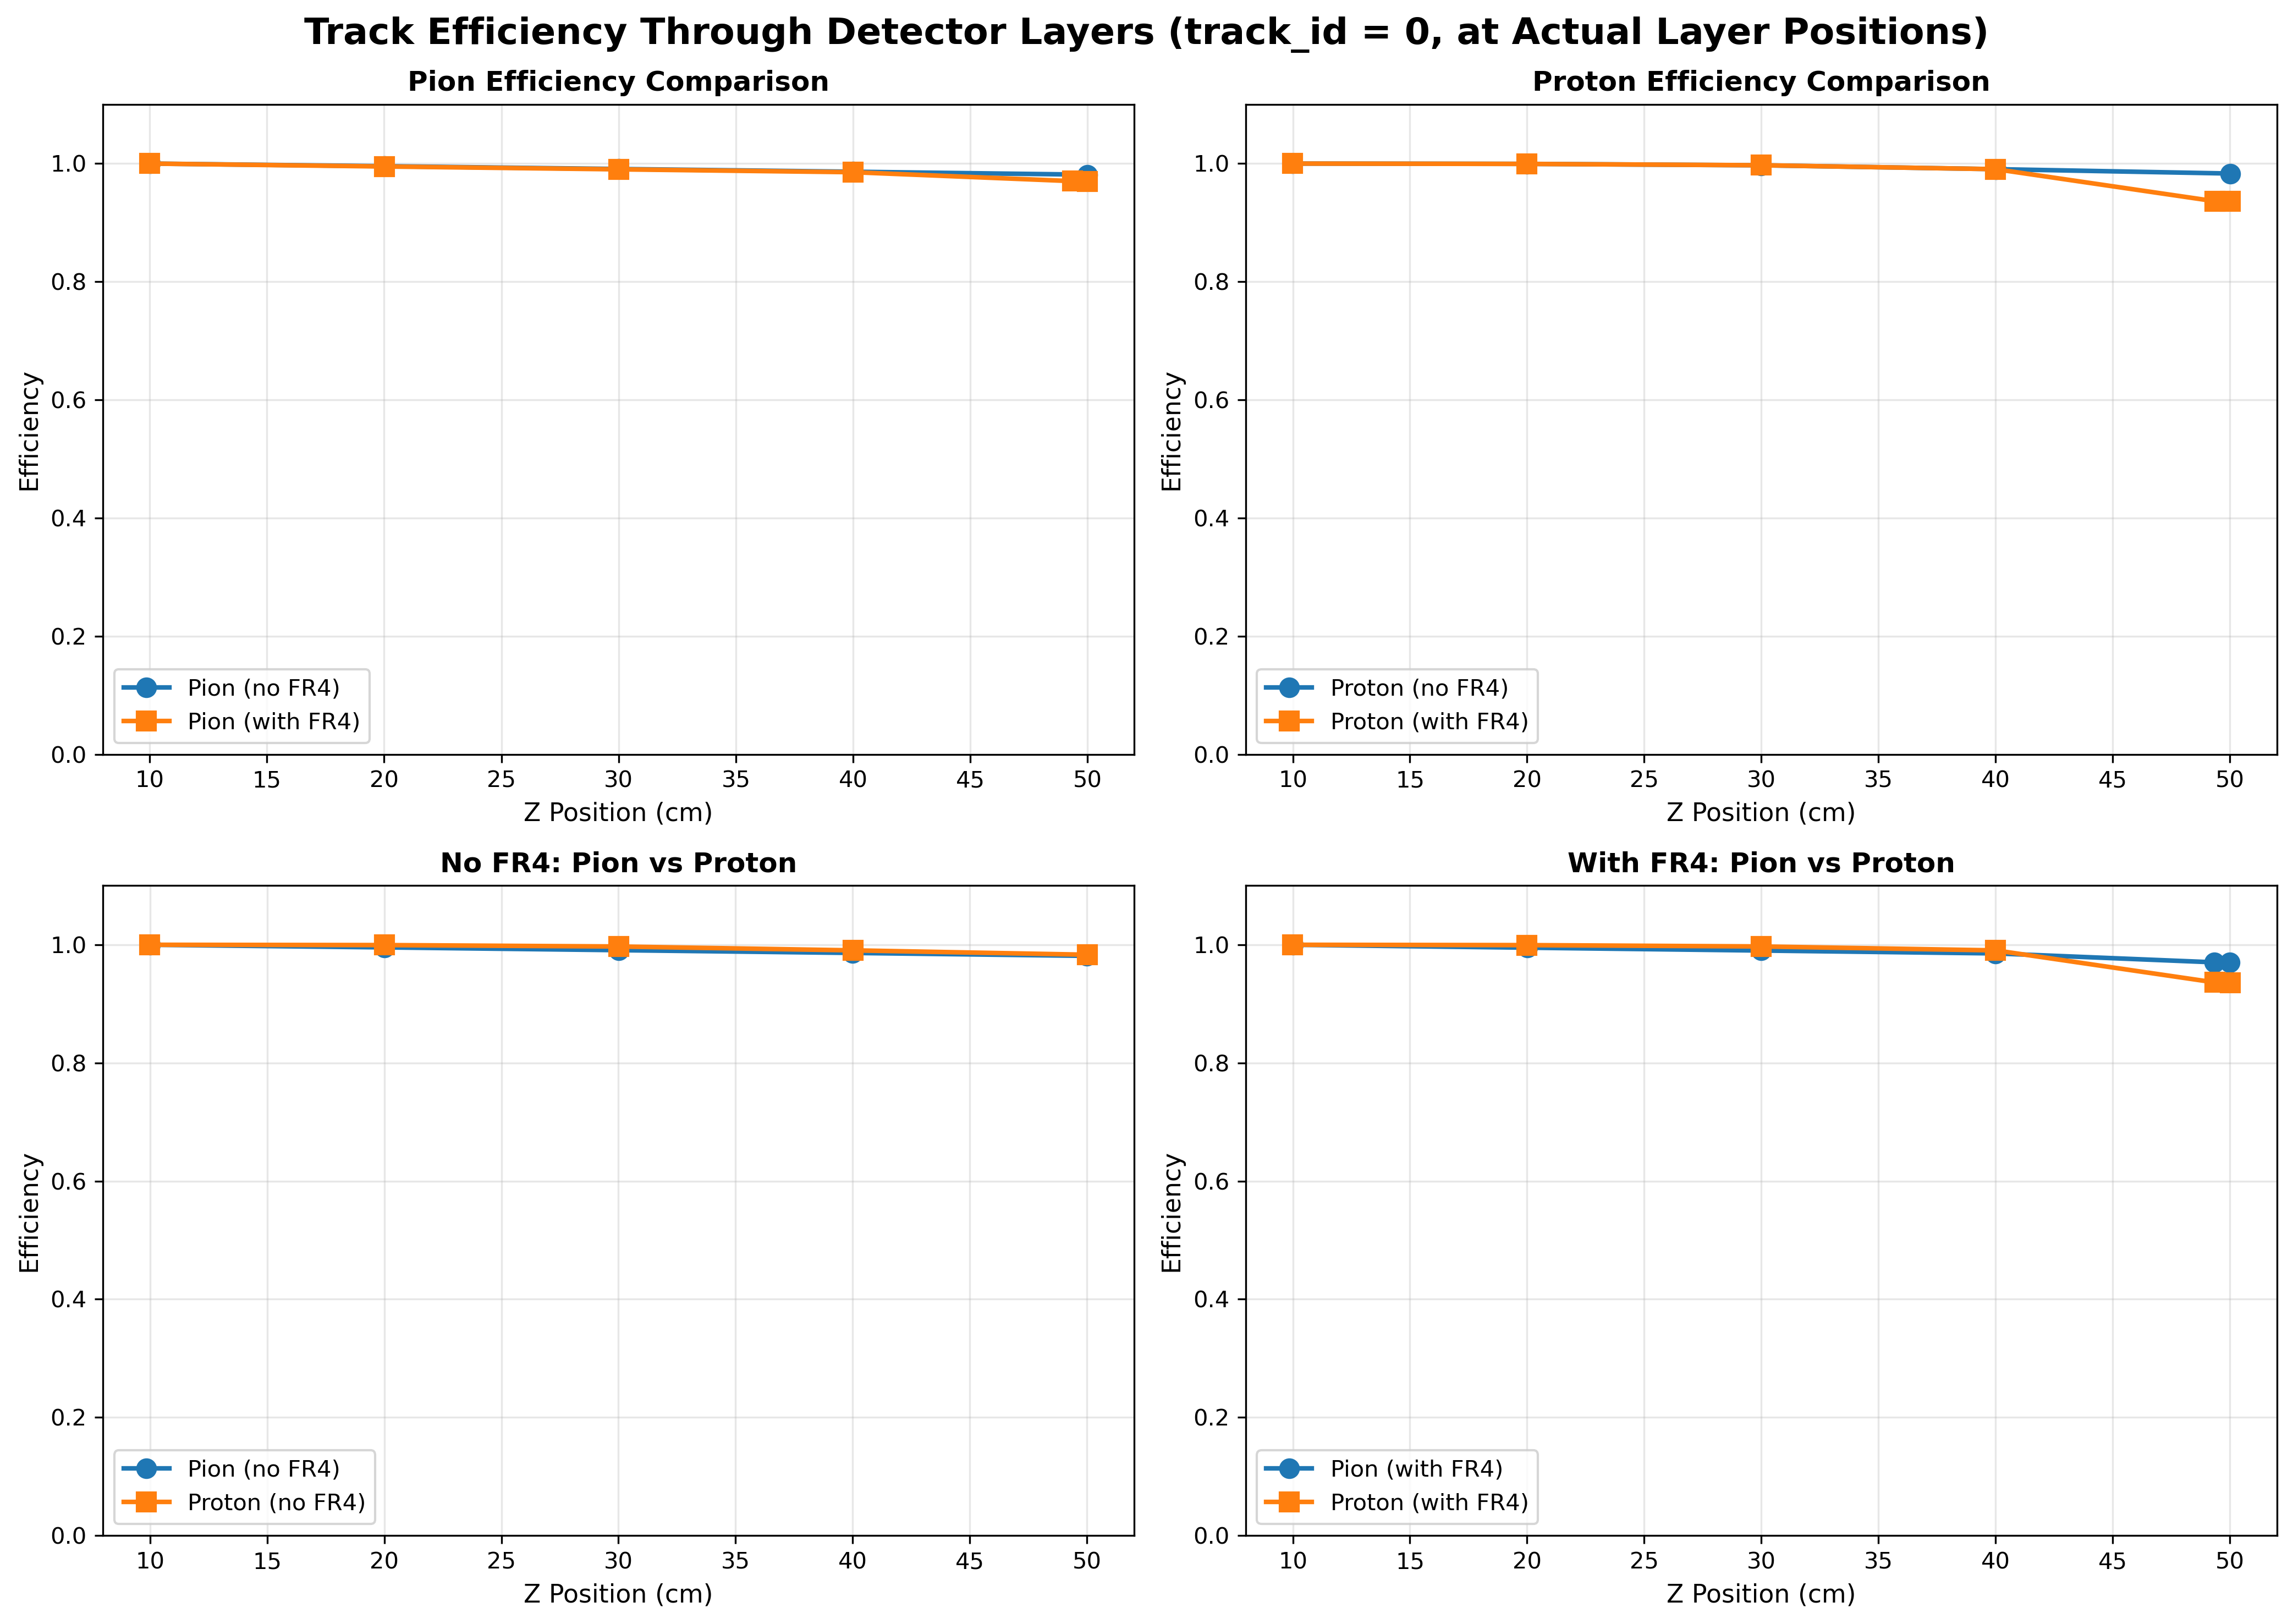 Track Efficiency Through Detector Layers (track_id = 0, at Actual Layer Positions)
Pion Efficiency Comparison
Efficiency
1.0
0.8
0.6
0.4
0.2
0.0
Pion (no FR4)
Pion (with FR4)
10 15 20 25 30 35 40 45 50
Z Position (cm)
Proton Efficiency Comparison
Efficiency
1.0
0.8
0.6
0.4
0.2
0.0
Proton (no FR4)
Proton (with FR4)
10 15 20 25 30 35 40 45 50
Z Position (cm)
No FR4: Pion vs Proton
Efficiency
1.0
0.8
0.6
0.4
0.2
0.0
Pion (no FR4)
Proton (no FR4)
10 15 20 25 30 35 40 45 50
Z Position (cm)
With FR4: Pion vs Proton
Efficiency
1.0
0.8
0.6
0.4
0.2
0.0
Pion (with FR4)
Proton (with FR4)
10 15 20 25 30 35 40 45 50
Z Position (cm)